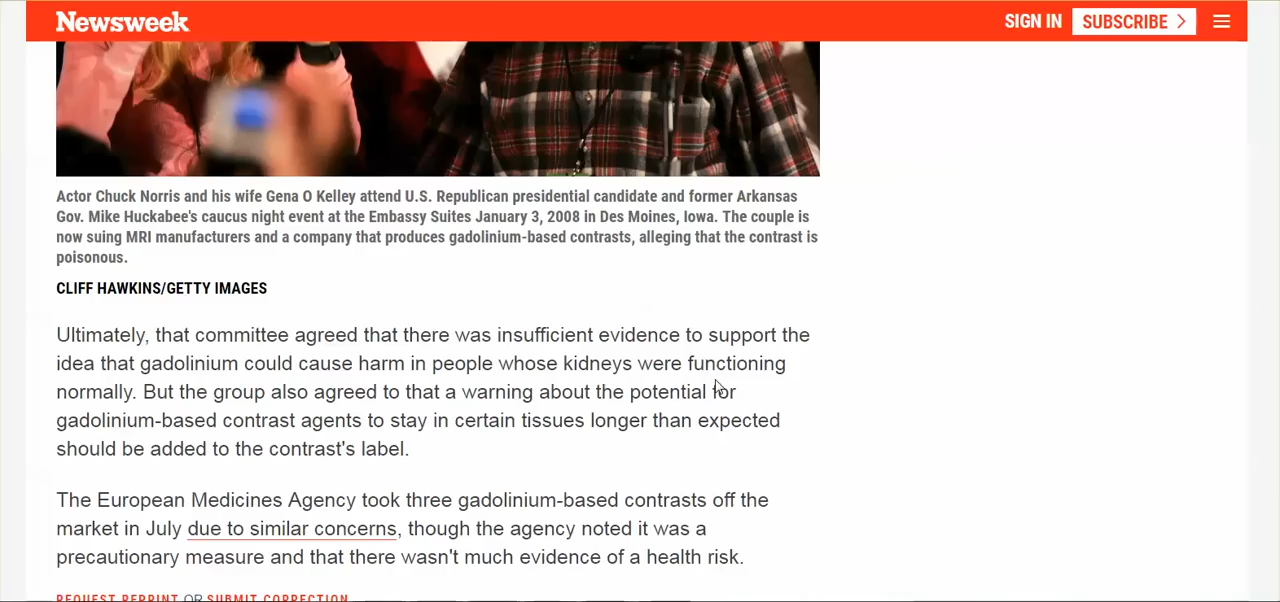 Newsweek
SIGN IN
SUBSCRIBE
Actor Chuck Norris and his wife Gena O Kelley attend U.S. Republican presidential candidate and former Arkansas
Gov. Mike Huckabee's caucus night event at the Embassy Suites January 3, 2008 in Des Moines, Iowa. The couple is
now suing MRI manufacturers and a company that produces gadolinium-based contrasts, alleging that the contrast is
poisonous.
CLIFF HAWKINS/GETTY IMAGES
Ultimately, that committee agreed that there was insufficient evidence to support the
idea that gadolinium could cause harm in people whose kidneys were functioning
normally. But the group also agreed to that a warning about the potential for
gadolinium-based contrast agents to stay in certain tissues longer than expected
should be added to the contrast's label.
The European Medicines Agency took three gadolinium-based contrasts off the
market in July due to similar concerns, though the agency noted it was a
precautionary measure and that there wasn't much evidence of a health risk.
REQUEST REPRINT OR SUBMIT CORRECTION